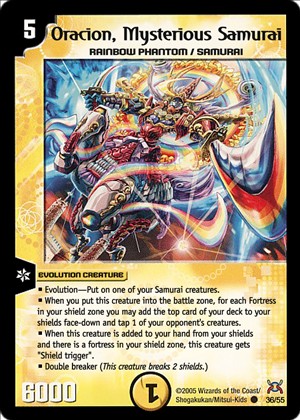 5 Oracion, Mysterious Samurai
RAINBOW PHANTOM / SAMURAI
EVOLUTION CREATURE
■ Evolution—Put on one of your Samurai creatures.
■ When you put this creature into the battle zone, for each Fortress
in your shield zone you may add the top card of your deck to your
shields face-down and tap 1 of your opponent's creatures.
■ When this creature is added to your hand from your shields
and there is a fortress in your shield zone, this creature gets
"Shield trigger".
■ Double breaker (This creature breaks 2 shields.)
6000
1
©2005 Wizards of the Coast/
Shogakukan/Mitsui-Kids
36/55